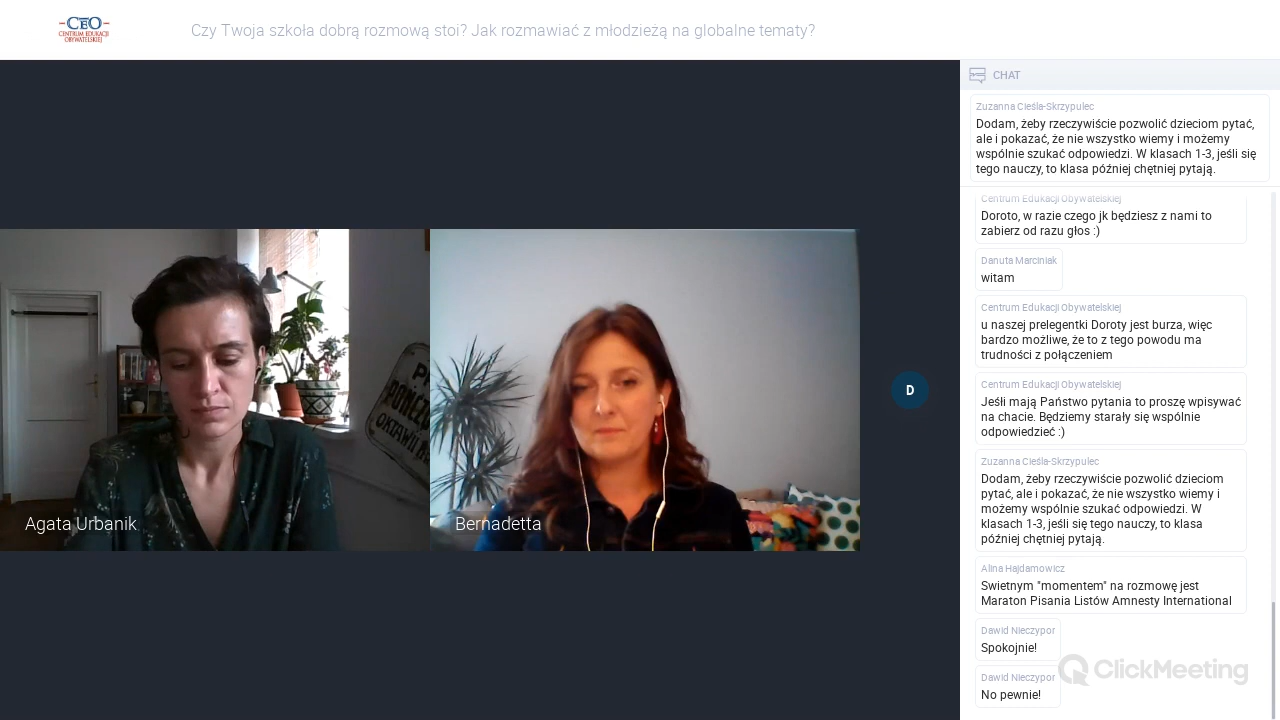 CEO
CENTRUM EDUKACJI
OBYWATELSKIEJ
Czy Twoja szkoła dobrą rozmową stoi? Jak rozmawiać z młodzieżą na globalne tematy?
CHAT
Zuzanna Cieśla-Skrzypulec
Dodam, żeby rzeczywiście pozwolić dzieciom pytać,
ale i pokazać, że nie wszystko wiemy i możemy
wspólnie szukać odpowiedzi. W klasach 1-3, jeśli się
tego nauczy, to klasa później chętniej pytają.
Centrum Edukacji Obywatelskiej
Doroto, w razie czego jk będziesz z nami to
zabierz od razu głos :)
Danuta Marciniak
witam
Centrum Edukacji Obywatelskiej
u naszej prelegentki Doroty jest burza, więc
bardzo możliwe, że to z tego powodu ma
trudności z połączeniem
Centrum Edukacji Obywatelskiej
Jeśłi mają Państwo pytania to proszę wpisywać
na chacie. Będziemy starały się wspólnie
odpowiedzieć :)
Zuzanna Cieśla-Skrzypulec
Dodam, żeby rzeczywiście pozwolić dzieciom
pytać, ale i pokazać, że nie wszystko wiemy i
możemy wspólnie szukać odpowiedzi. W
klasach 1-3, jeśli się tego nauczy, to klasa
później chętniej pytają.
Alina Hajdamowicz
Swietnym "momentem" na rozmowę jest
Maraton Pisania Listów Amnesty International
Dawid Nieczypor
Spokojnie!
Dawid Nieczypor
No pewnie!
ClickMeeting
Agata Urbanik
Bernadetta
D